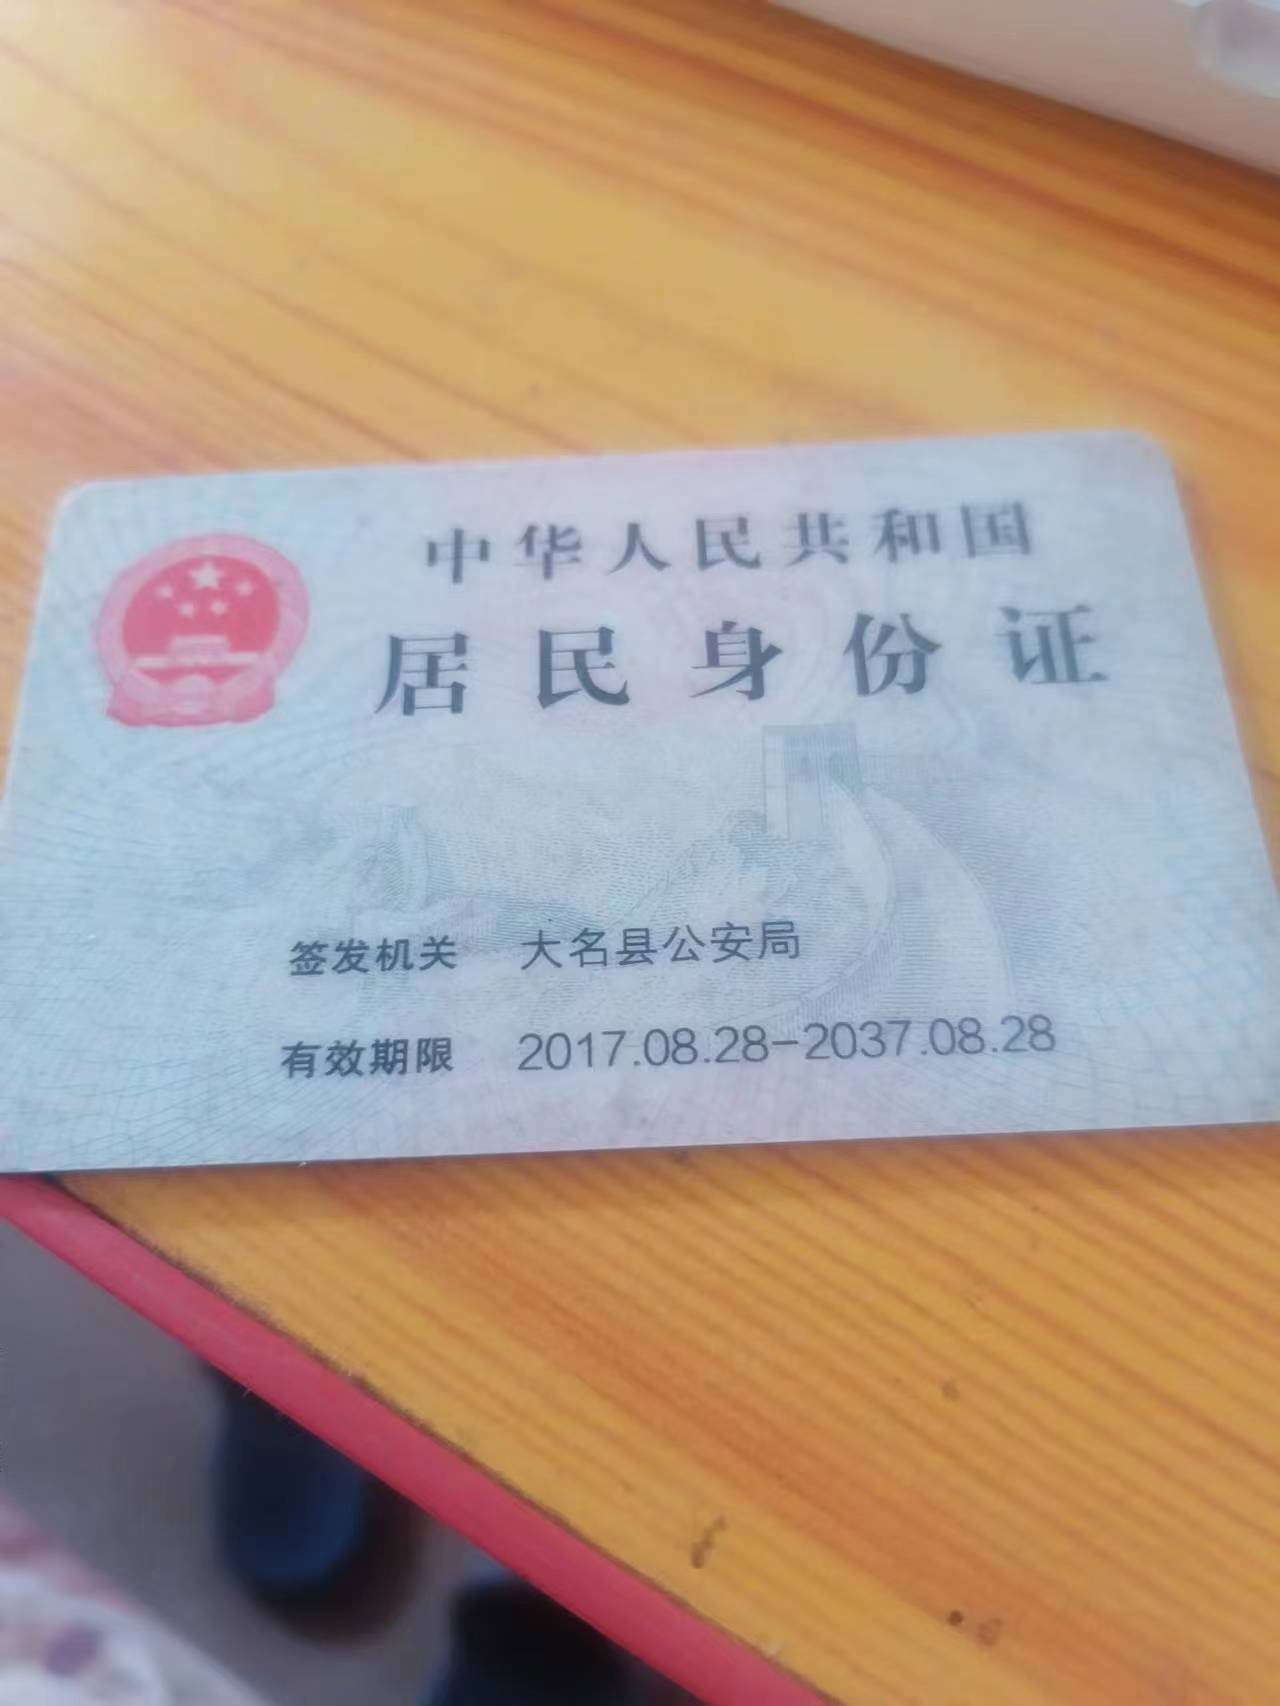 中华人民共和国
居民身份证
签发机关 大名县公安局
有效期限 2017.08.28-2037.08.28